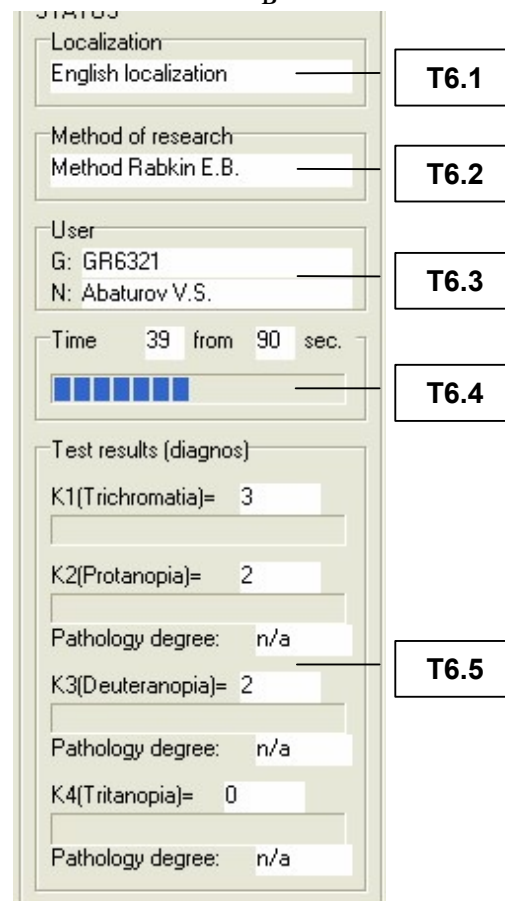 в
STATUS
Localization
English localization
T6.1
Method of research
Method Rabkin E.B.
T6.2
User
G: GR6321
N: Abaturov V.S.
T6.3
Time 39 from 90 sec.
T6.4
Test results (diagnos)
K1(Trichromatia)= 3
K2(Protanopia)= 2
Pathology degree: n/a
T6.5
K3(Deuteranopia)= 2
Pathology degree: n/a
K4(Tritanopia)= 0
Pathology degree: n/a